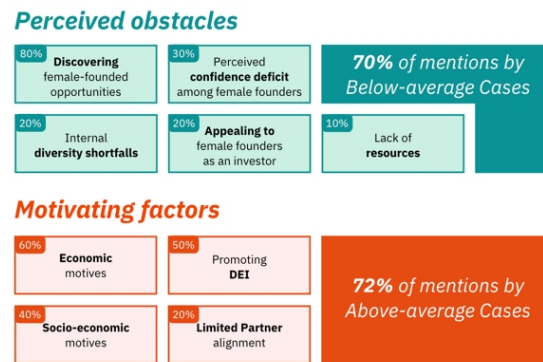 Perceived obstacles
80%
Discovering
female-founded
opportunities
30%
Perceived
confidence deficit
among female founders
70% of mentions by
Below-average Cases
20%
Internal
diversity shortfalls
20%
Appealing to
female founders
as an investor
10%
Lack of
resources
Motivating factors
60%
Economic
motives
50%
Promoting
DEI
72% of mentions by
Above-average Cases
40%
Socio-economic
motives
20%
Limited Partner
alignment